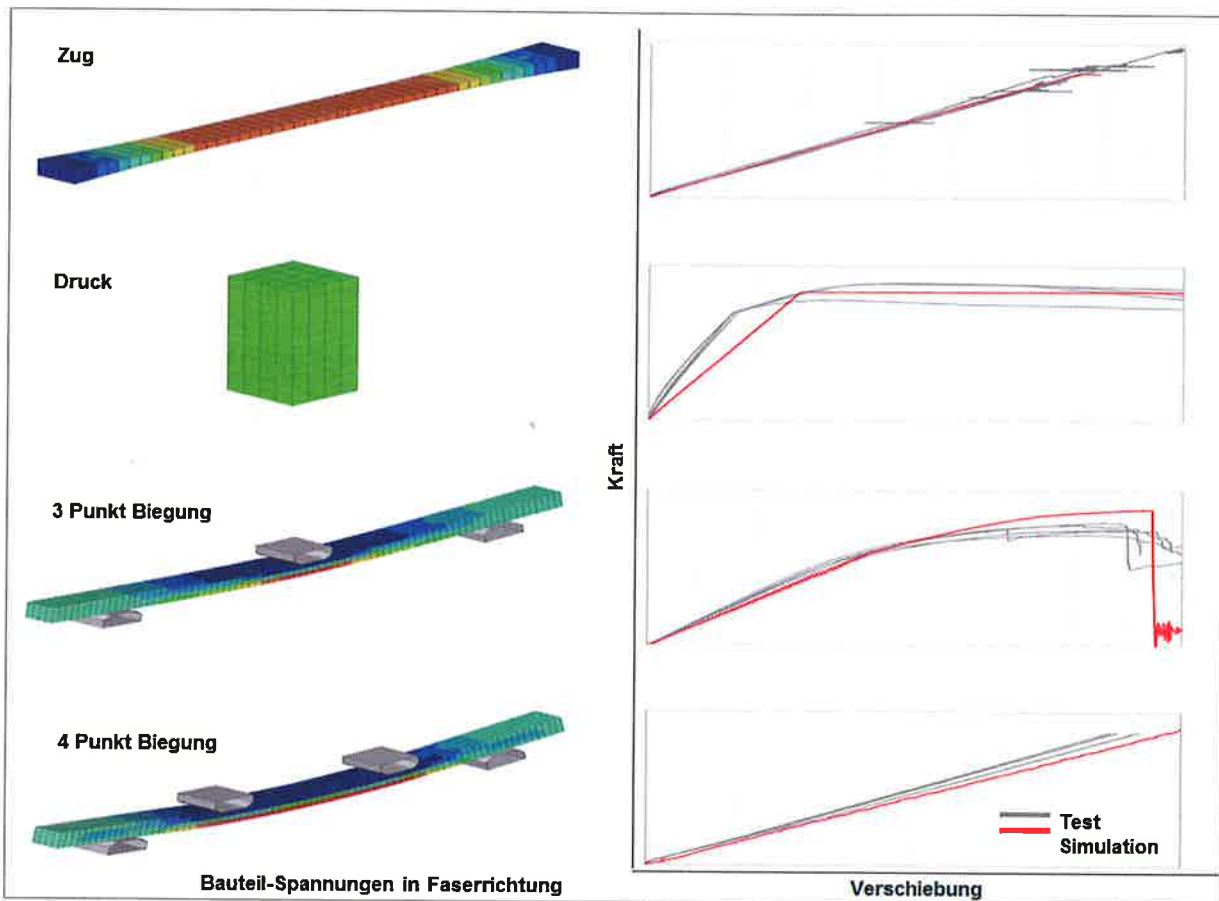 Zug
Druck
3 Punkt Biegung
4 Punkt Biegung
Bauteil-Spannungen in Faserrichtung
Kraft
Test
Simulation
Verschiebung